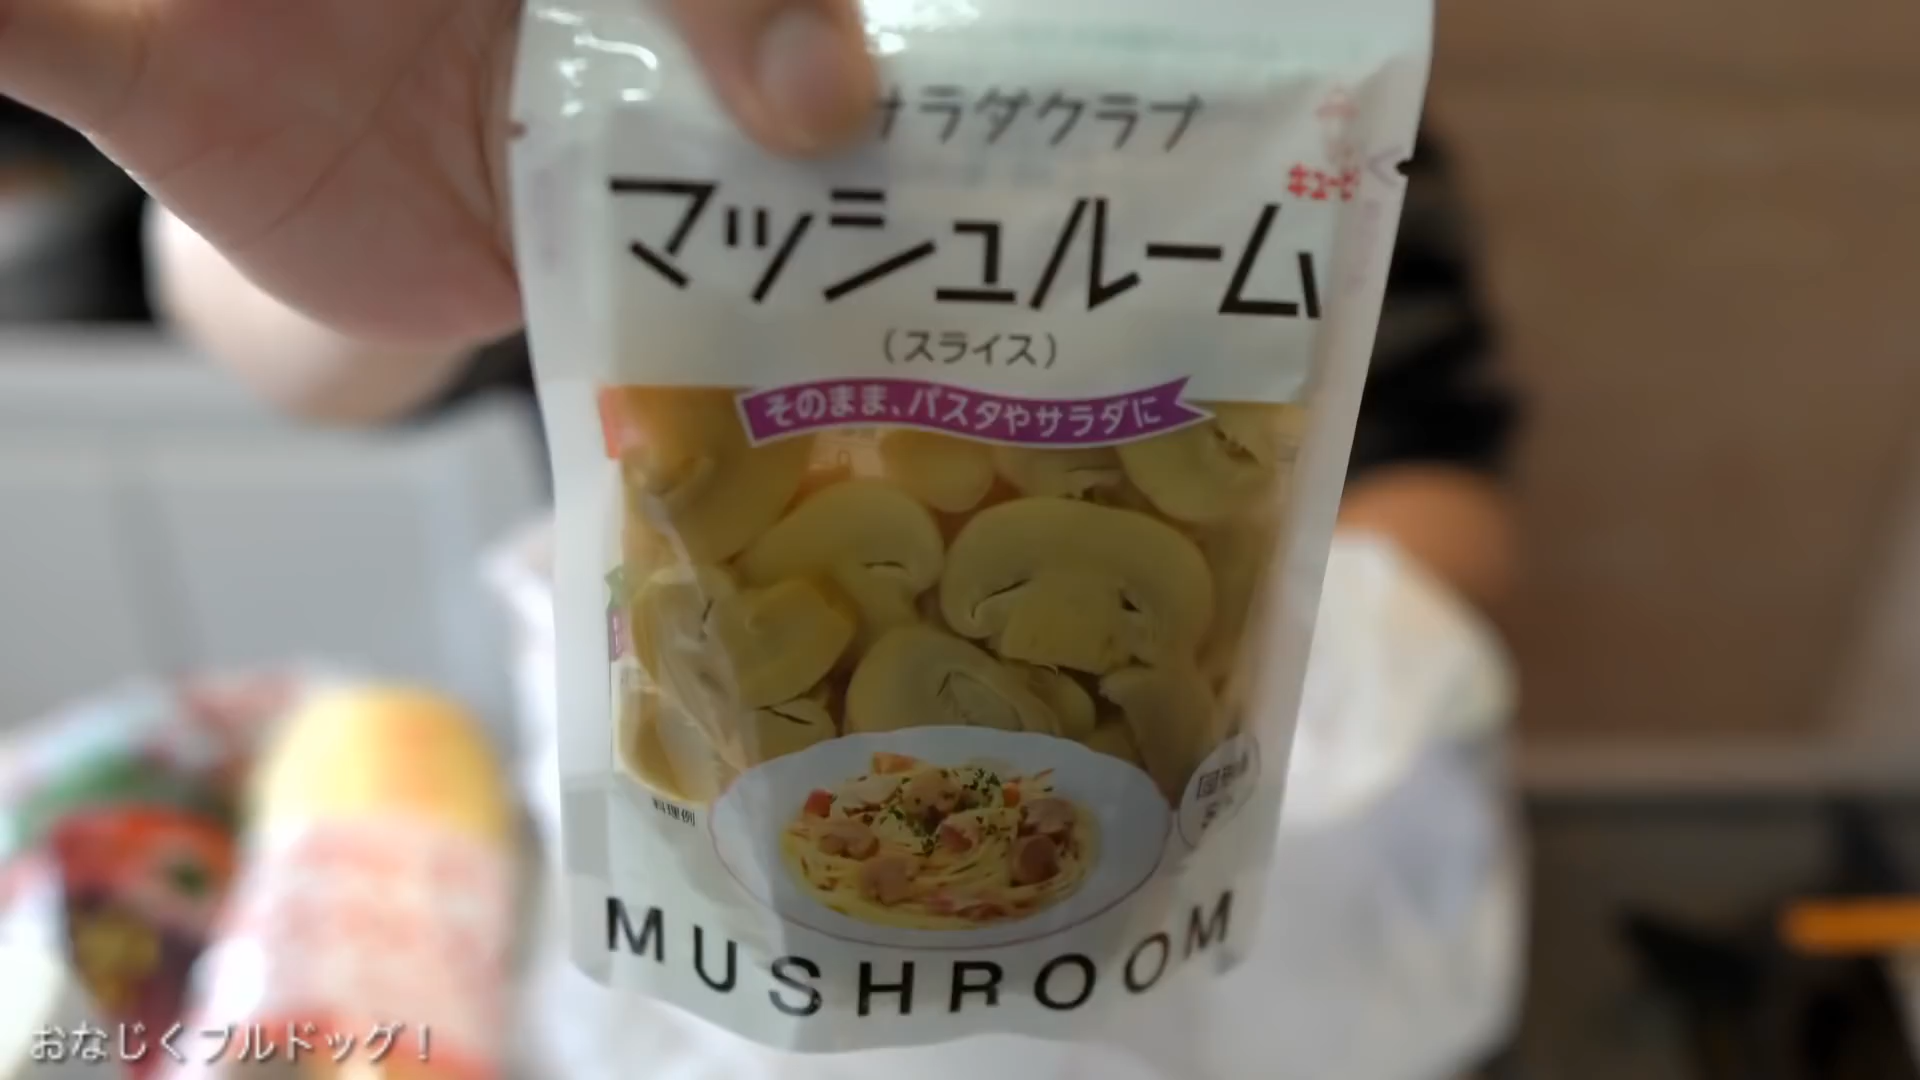 サラダクラブ
キユーピー
マッシュルーム
（スライス）
そのまま、パスタやサラダに
料理例
MUSHROOM
おなじくブルドッグ！